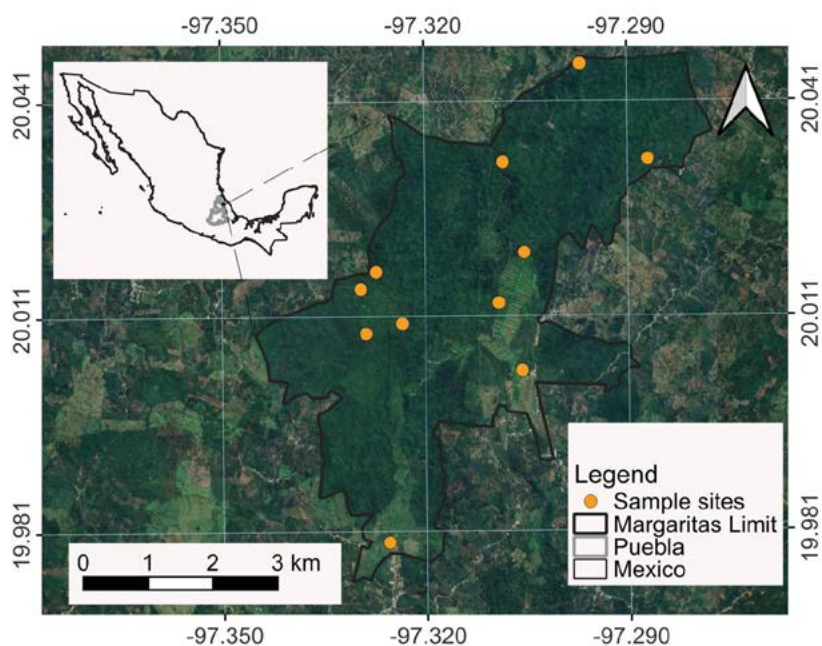 -97.350 -97.320 -97.290
20.041 20.041
20.011 20.011
Legend
Sample sites
Margaritas Limit
Puebla
Mexico
19.981 19.981
0 1 2 3 km
-97.350 -97.320 -97.290